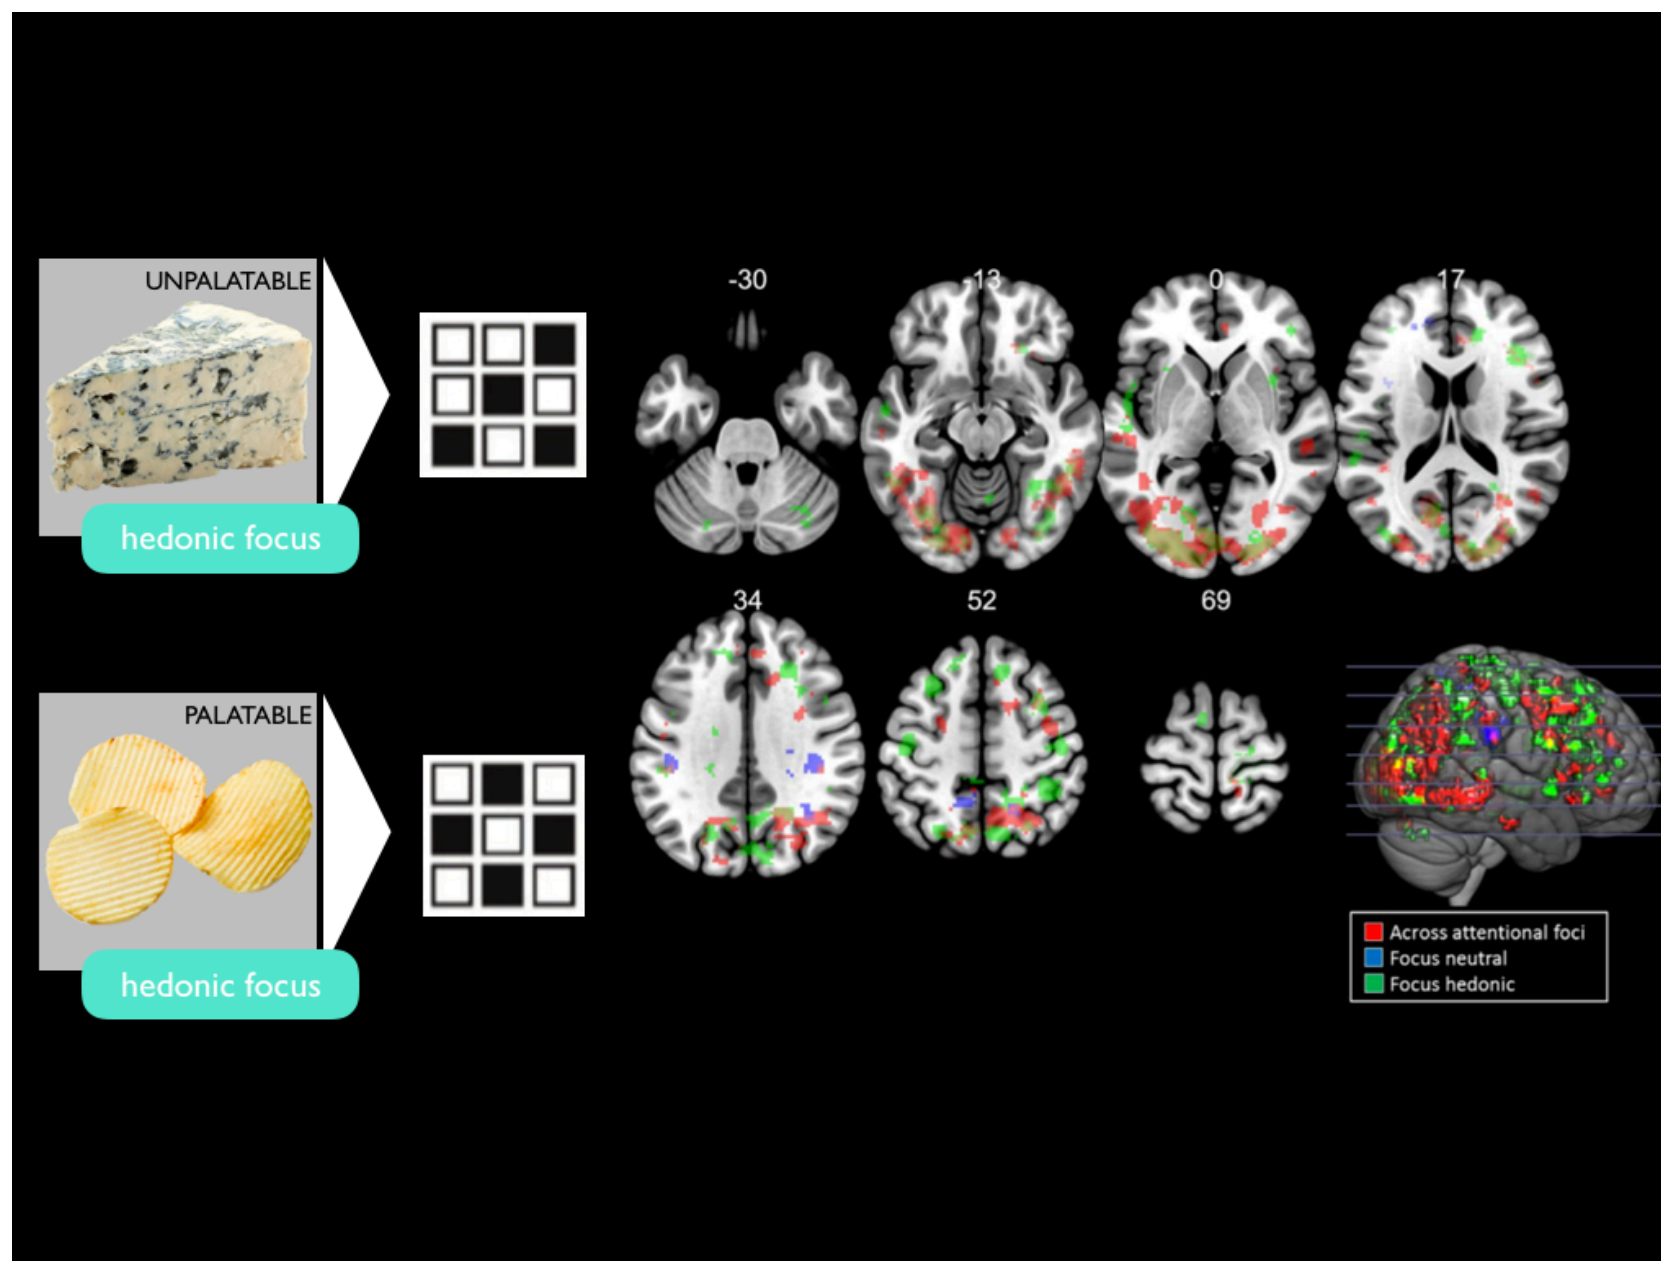 UNPALATABLE
hedonic focus
PALATABLE
hedonic focus
-30
-13
0
17
34
52
69
Across attentional foci
Focus neutral
Focus hedonic